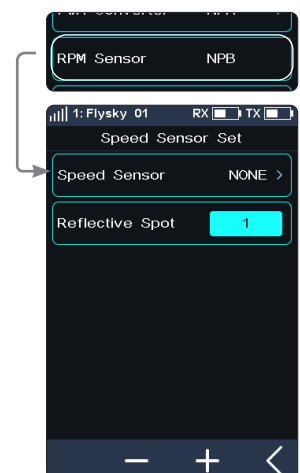 RPM Sensor NPB
1: Flysky 01 RX TX
Speed Sensor Set
Speed Sensor NONE >
Reflective Spot 1
− + <